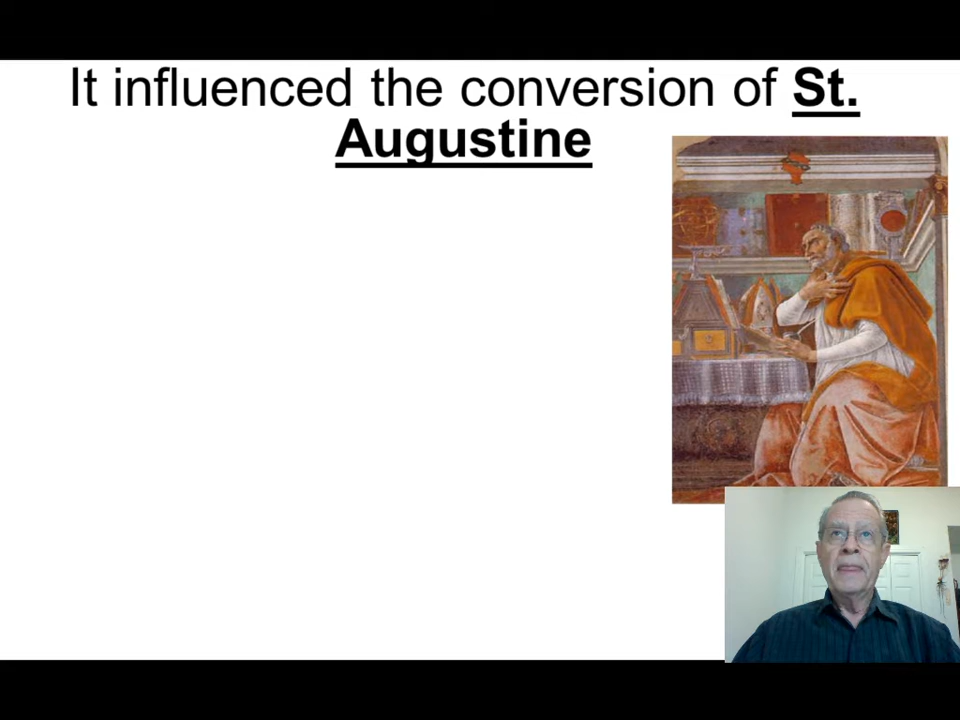 It influenced the conversion of St.
Augustine